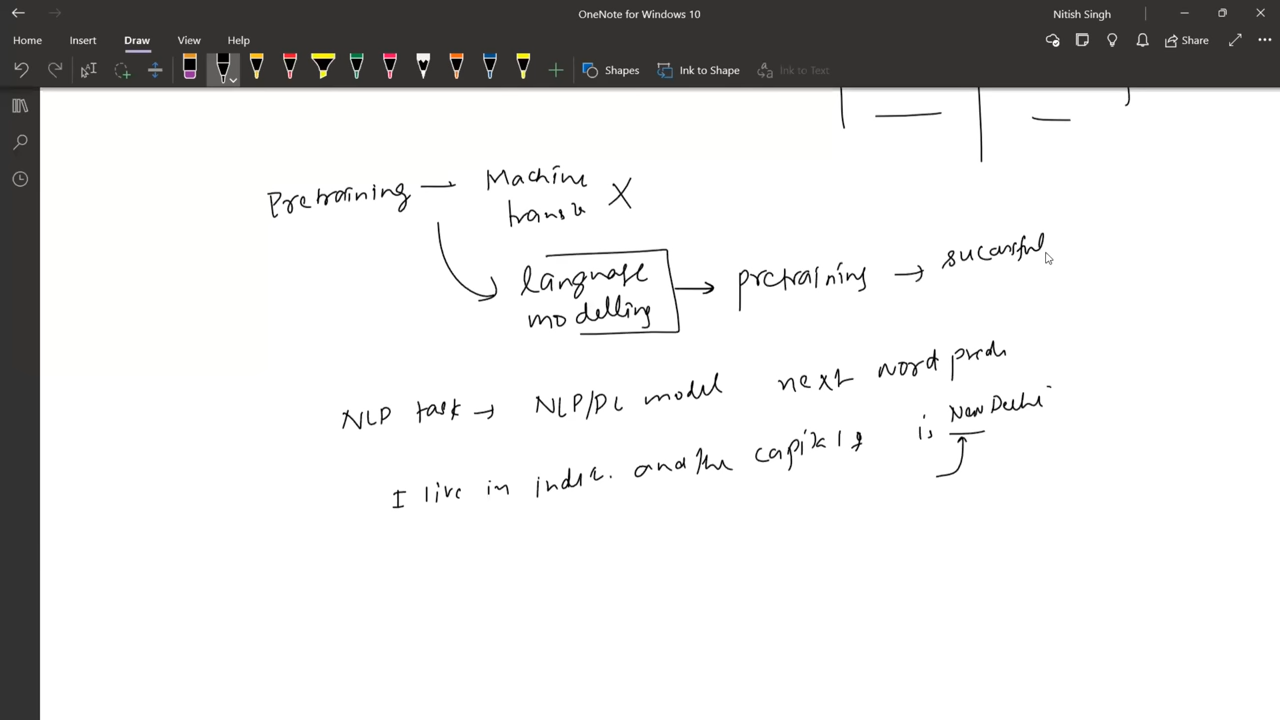 OneNote for Windows 10
Nitish Singh
Home Insert Draw View Help
Share
Shapes
Ink to Shape
Ink to Text
Pretraining → Machine
transla X
language
modelling → pretraining → sucassful
NLP task → NLP/DL model next word predi
I live in india. and the capital of is New Delhi